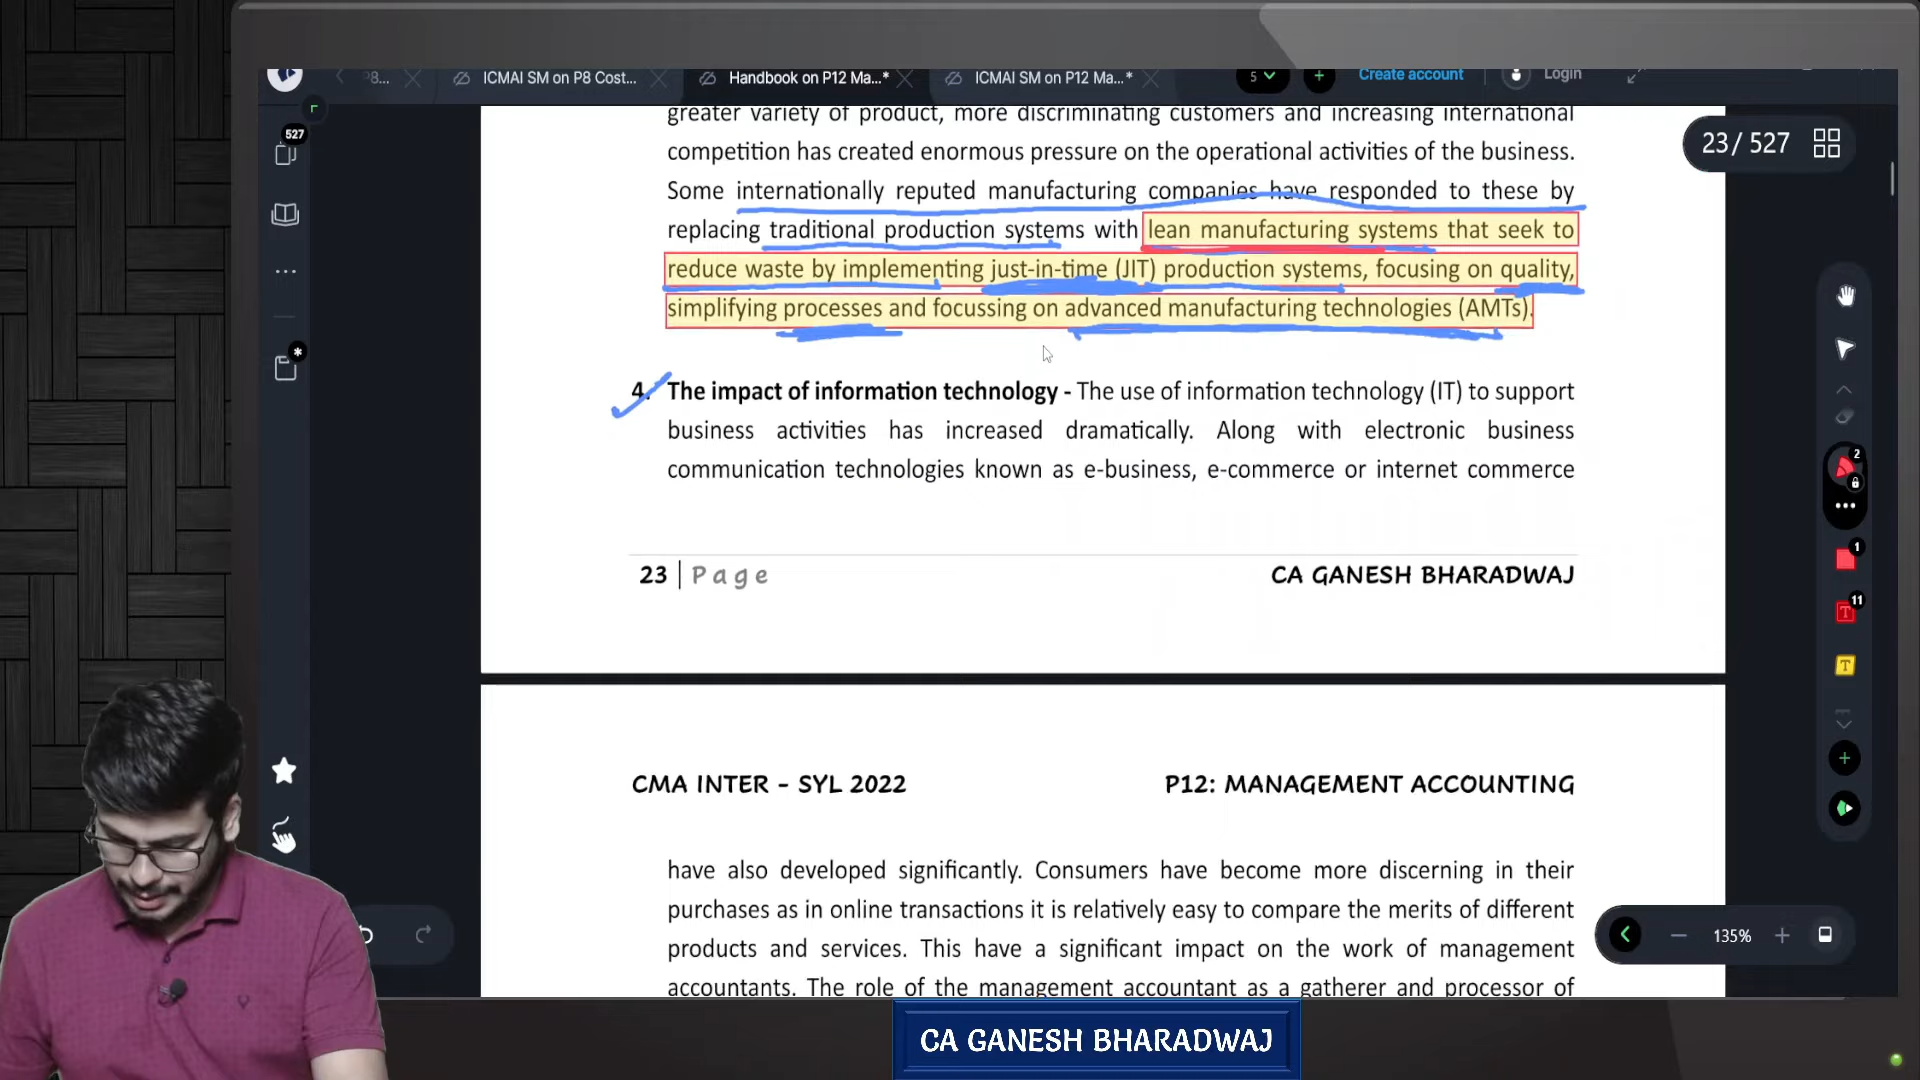 P8...
ICMAI SM on P8 Cost...
Handbook on P12 Ma...*
ICMAI SM on P12 Ma...*
5
Create account
Login
527
23 / 527
greater variety of product, more discriminating customers and increasing international
competition has created enormous pressure on the operational activities of the business.
Some internationally reputed manufacturing companies have responded to these by
replacing traditional production systems with lean manufacturing systems that seek to
reduce waste by implementing just-in-time (JIT) production systems, focusing on quality,
simplifying processes and focussing on advanced manufacturing technologies (AMTs).
4. The impact of information technology - The use of information technology (IT) to support
business activities has increased dramatically. Along with electronic business
communication technologies known as e-business, e-commerce or internet commerce
23 | Page
CA GANESH BHARADWAJ
CMA INTER – SYL 2022
P12: MANAGEMENT ACCOUNTING
have also developed significantly. Consumers have become more discerning in their
purchases as in online transactions it is relatively easy to compare the merits of different
products and services. This have a significant impact on the work of management
accountants. The role of the management accountant as a gatherer and processor of
2
1
T 11
T
135%
CA GANESH BHARADWAJ